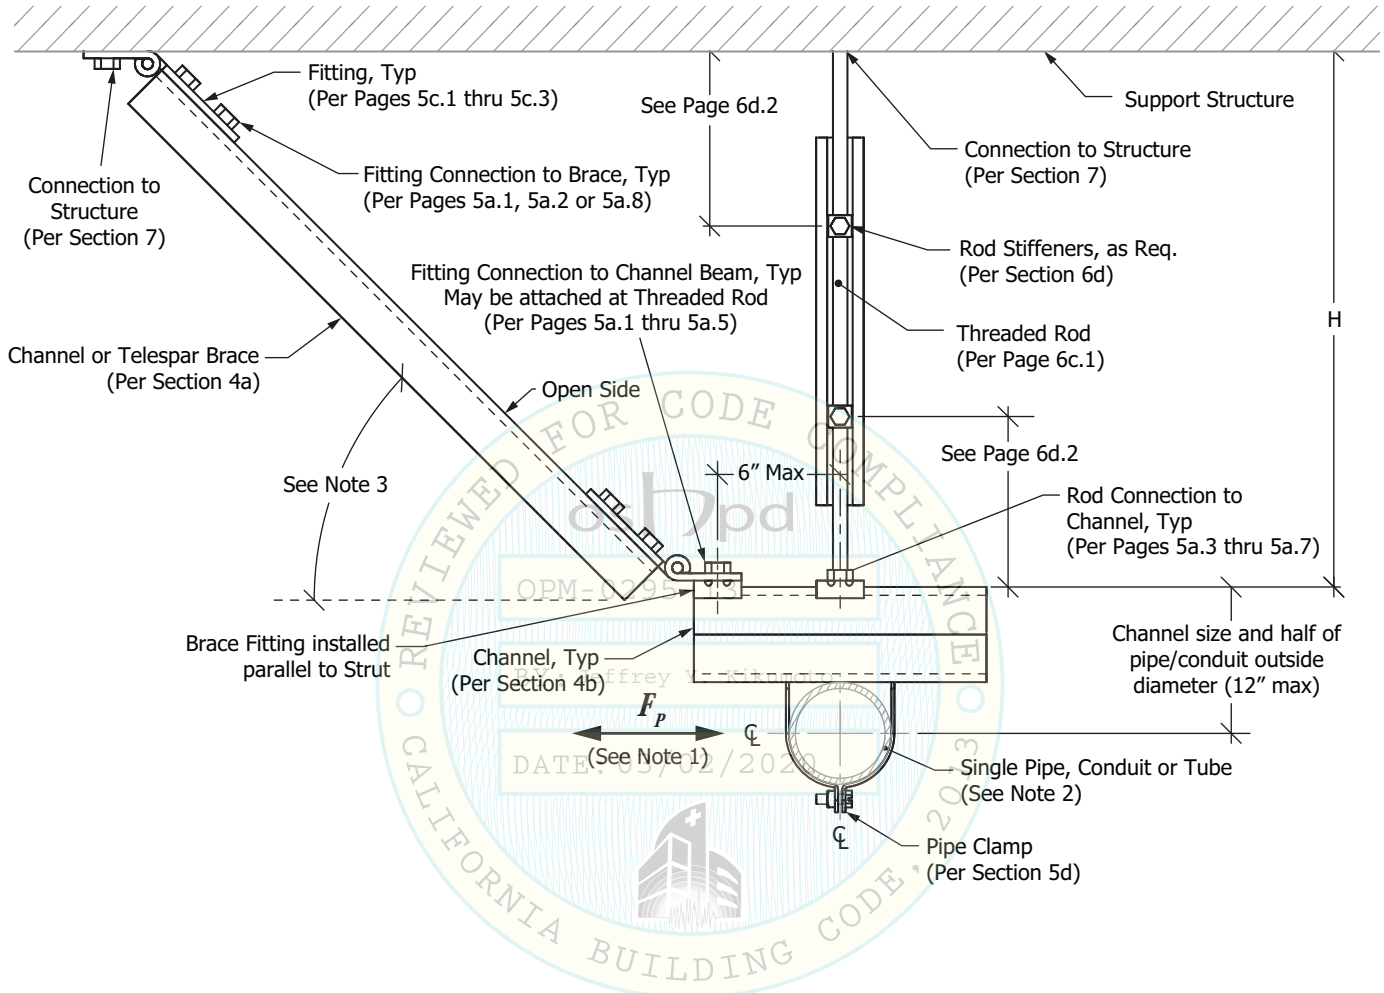 Fitting, Typ
(Per Pages 5c.1 thru 5c.3)
See Page 6d.2
Support Structure
Connection to Structure
(Per Section 7)
Fitting Connection to Brace, Typ
(Per Pages 5a.1, 5a.2 or 5a.8)
Connection to
Structure
(Per Section 7)
Rod Stiffeners, as Req.
(Per Section 6d)
Fitting Connection to Channel Beam, Typ
May be attached at Threaded Rod
(Per Pages 5a.1 thru 5a.5)
H
Threaded Rod
(Per Page 6c.1)
Channel or Telespar Brace
(Per Section 4a)
Open Side
See Page 6d.2
6” Max
See Note 3
Rod Connection to
Channel, Typ
(Per Pages 5a.3 thru 5a.7)
Brace Fitting installed
parallel to Strut
Channel, Typ
(Per Section 4b)
Channel size and half of
pipe/conduit outside
diameter (12” max)
FP
(See Note 1)
℄
Single Pipe, Conduit or Tube
(See Note 2)
℄
Pipe Clamp
(Per Section 5d)
REVIEWED FOR CODE COMPLIANCE
oshpd
OPM-0295-13
BY: Jeffrey Y. Kikumoto
DATE: 03/02/2020
CALIFORNIA BUILDING CODE, 2013